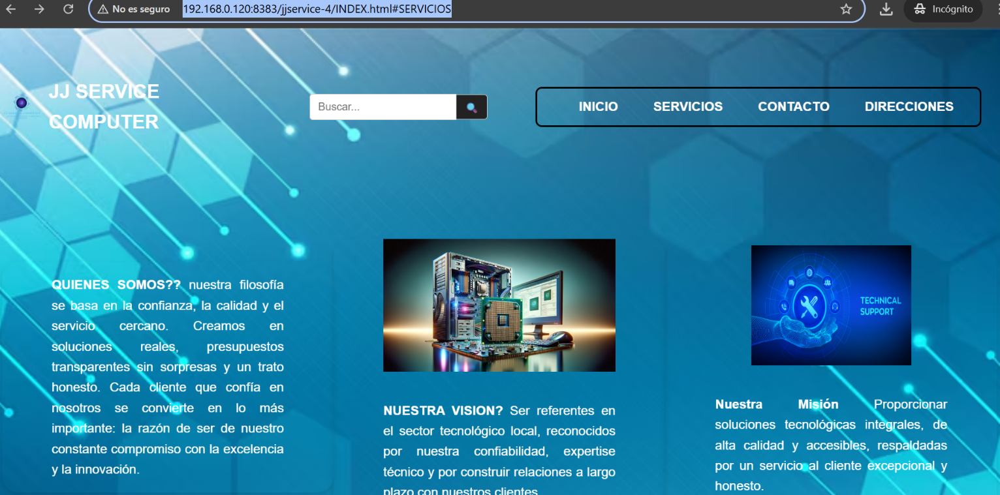 No es seguro
192.168.0.120:8383/jjservice-4/INDEX.html#SERVICIOS
Incógnito
JJ SERVICE
COMPUTER
Buscar...
INICIO
SERVICIOS
CONTACTO
DIRECCIONES
QUIENES SOMOS?? nuestra filosofía
se basa en la confianza, la calidad y el
servicio cercano. Creamos en
soluciones reales, presupuestos
transparentes sin sorpresas y un trato
honesto. Cada cliente que confía en
nosotros se convierte en lo más
importante: la razón de ser de nuestro
constante compromiso con la excelencia
y la innovación.
NUESTRA VISION? Ser referentes en
el sector tecnológico local, reconocidos
por nuestra confiabilidad, expertise
técnico y por construir relaciones a largo
plazo con nuestros clientes.
TECHNICAL
SUPPORT
Nuestra Misión Proporcionar
soluciones tecnológicas integrales, de
alta calidad y accesibles, respaldadas
por un servicio al cliente excepcional y
honesto.